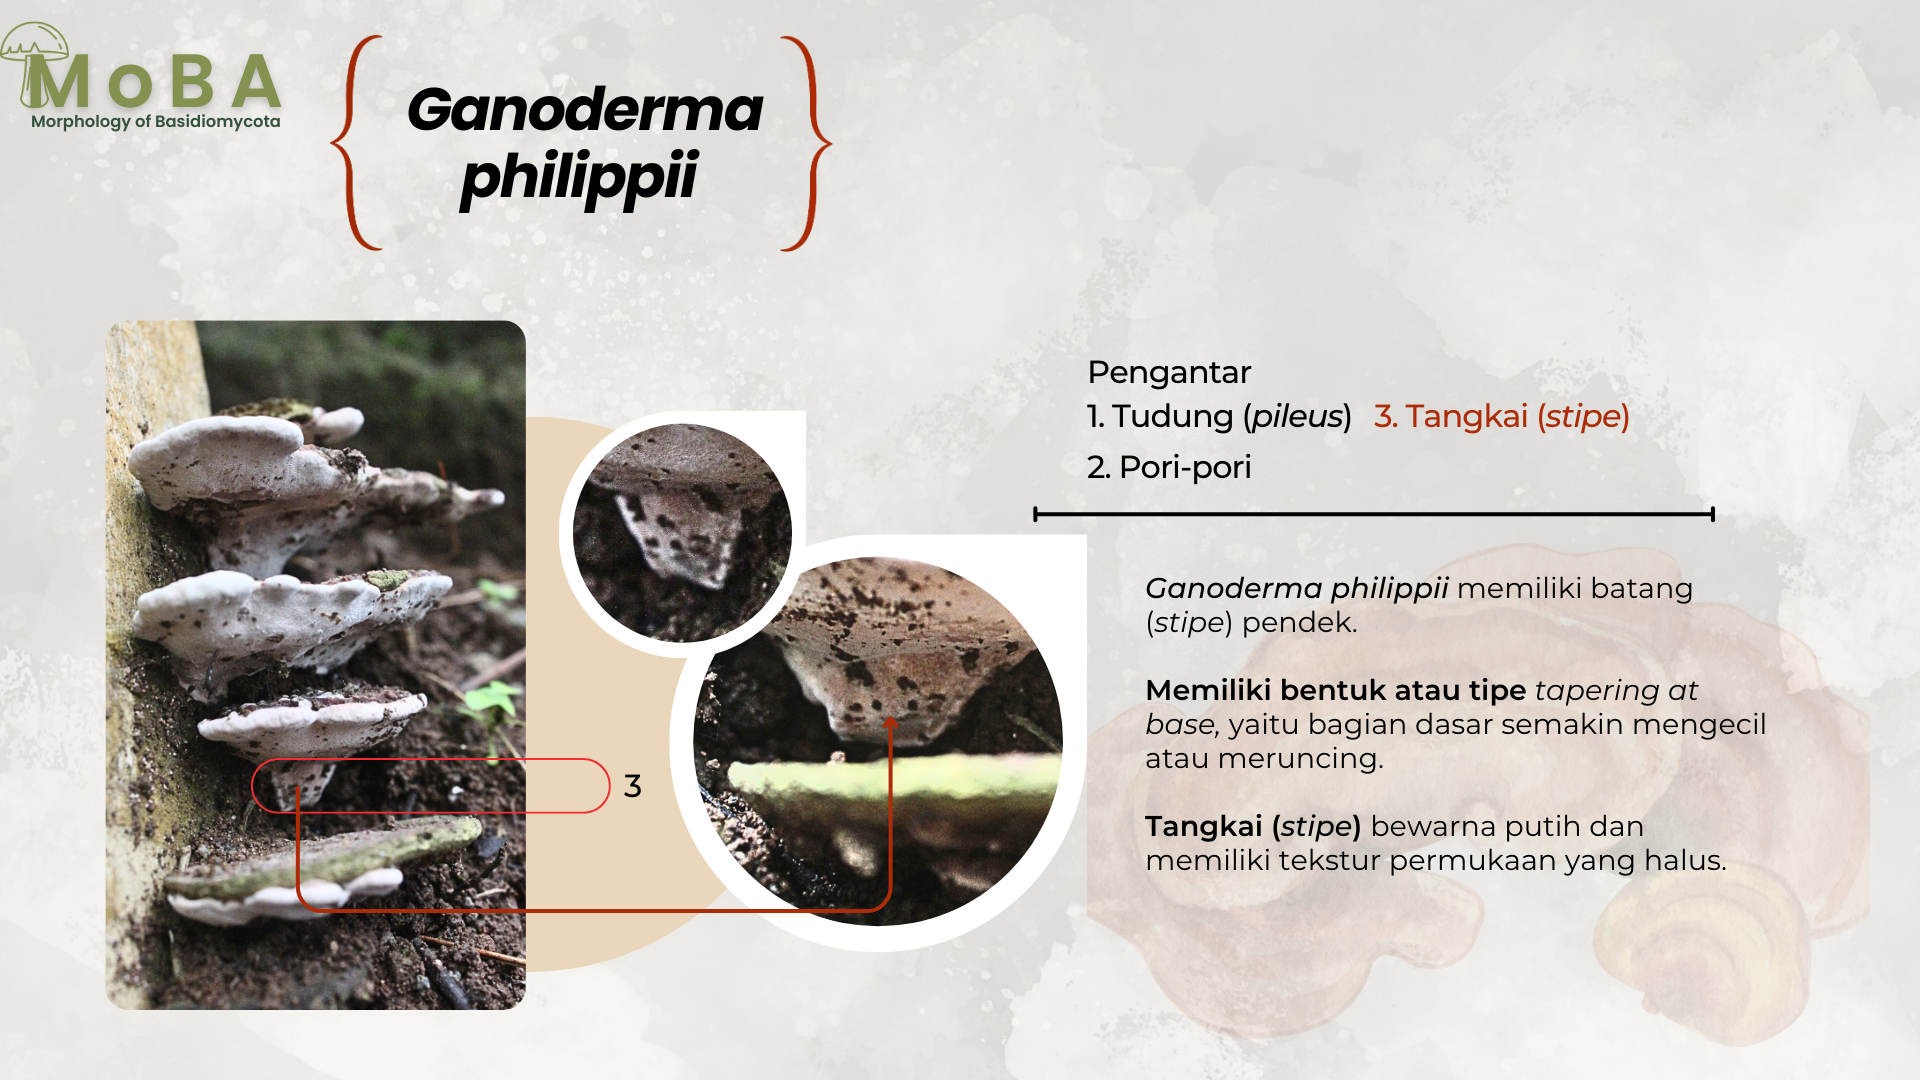 MoBA
Morphology of Basidiomycota
Ganoderma
philippii
3
Pengantar
1. Tudung (pileus) 3. Tangkai (stipe)
2. Pori-pori
Ganoderma philippii memiliki batang
(stipe) pendek.
Memiliki bentuk atau tipe tapering at
base, yaitu bagian dasar semakin mengecil
atau meruncing.
Tangkai (stipe) bewarna putih dan
memiliki tekstur permukaan yang halus.